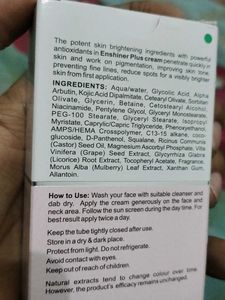 The potent skin brightening ingredients with powerful
antioxidants in Enshiner Plus cream penetrate quickly in
skin and work on pigmentation, improving skin tone,
preventing fine lines, reduce spots for a visibly brighter
skin from first application.
INGREDIENTS: Aqua/water, Glycolic Acid, Alpha
Arbutin, Kojic Acid Dipalmitate, Cetearyl Olivate, Sorbitan
Olivate, Glycerin, Betaine, Cetostearyl Alcohol,
Niacinamide, Pentylene Glycol, Glyceryl Monostearate,
PEG-100 Stearate, Glyceryl Stearate, Isopropyl
Myristate, Caprylic/Capric Triglyceride, Phenoxyethanol,
AMPS/HEMA Crosspolymer, C13-15 alkane, coco-
glucoside, D-Panthenol, Squalane, Ricinus Communis
(Castor) Seed Oil, Magnesium Ascorbyl Phosphate, Vitis
Vinifera (Grape) Seed Extract, Glycyrrhiza Glabra
(Licorice) Root Extract, Tocopheryl Acetate, Fragrance,
Morus Alba (Mulberry) Leaf Extract, Xanthan Gum,
Allantoin.
How to Use: Wash your face with suitable cleanser and
dab dry. Apply the cream generously on the face and
neck area. Follow the sun screen during the day time. For
best result apply twice a day.
Keep the tube tightly closed after use.
Store in a dry & dark place.
Protect from light. Do not refrigerate.
Avoid contact with eyes.
Keep out of reach of children.
Natural extracts tend to change colour over time.
However, the product's efficacy remains unchanged.